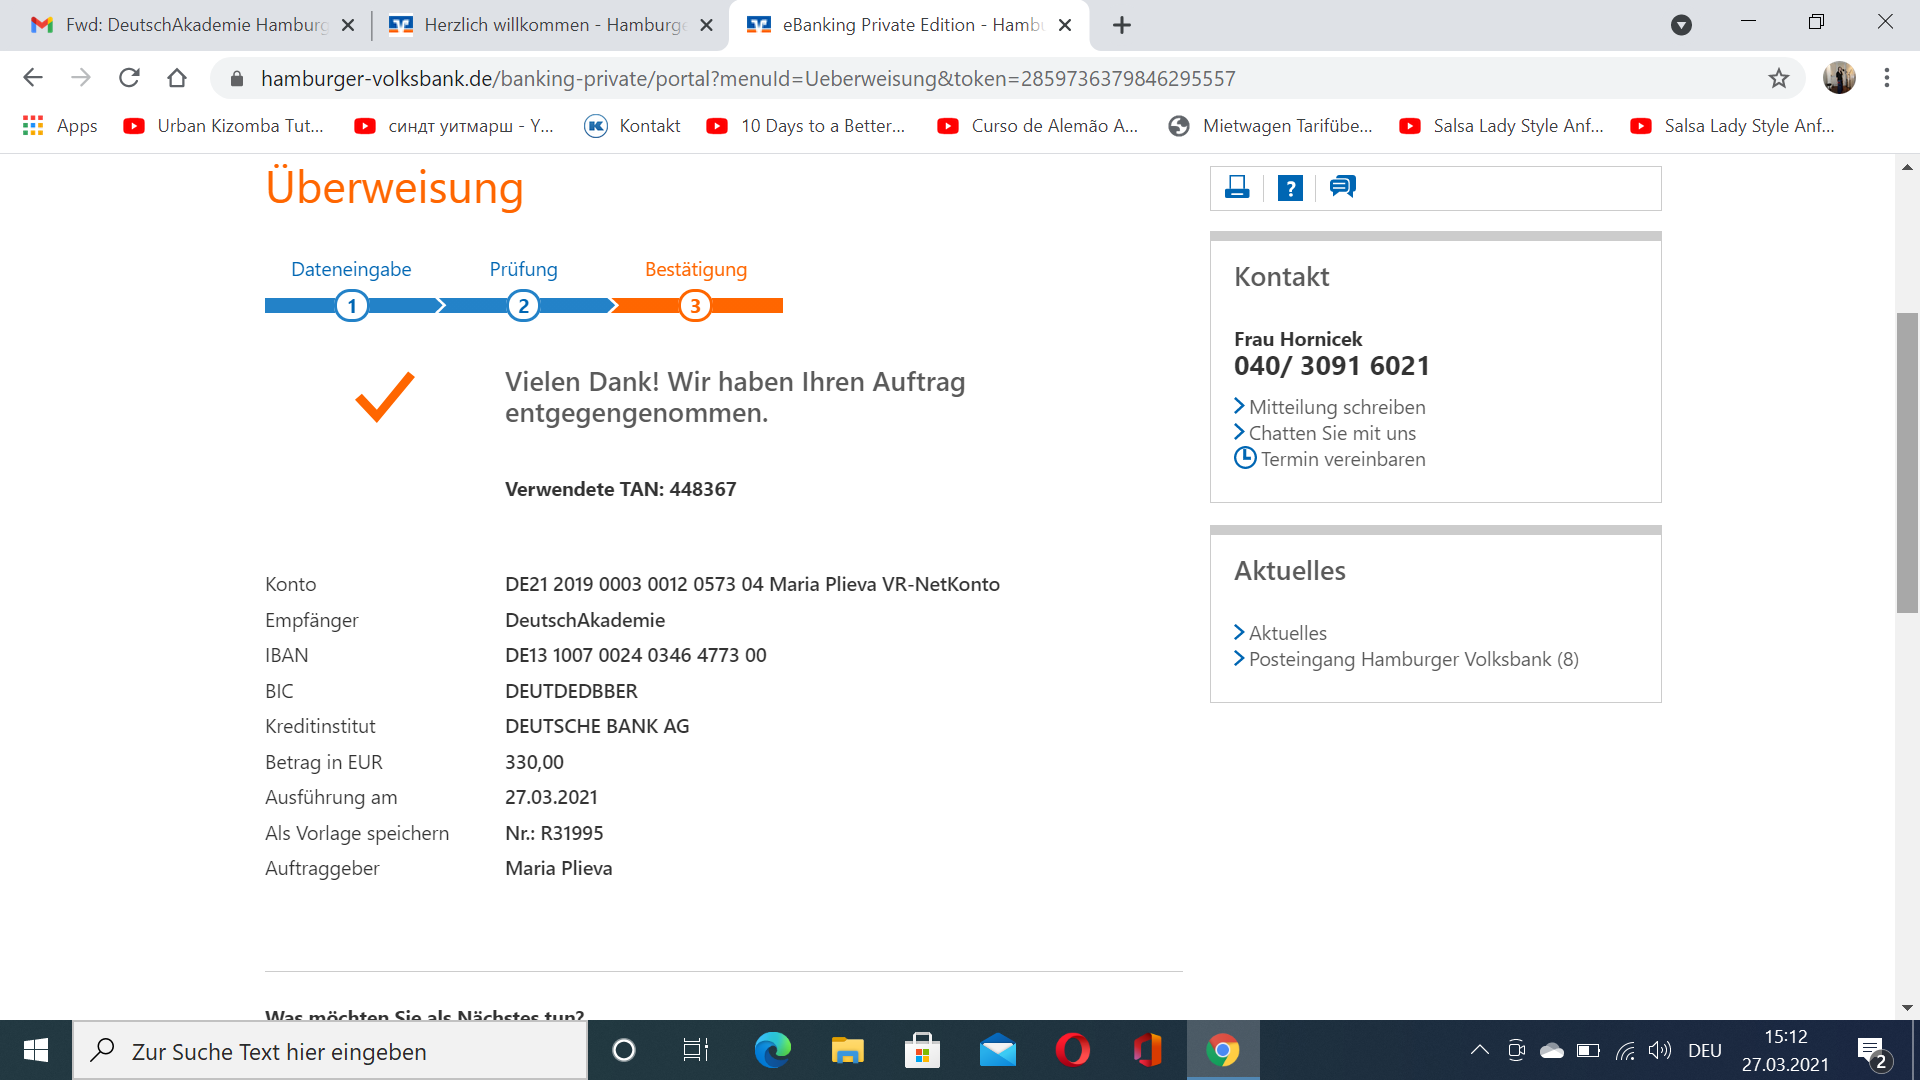 Fwd: DeutschAkademie Hamburg
Herzlich willkommen - Hamburge
eBanking Private Edition - Hambu
hamburger-volksbank.de/banking-private/portal?menuId=Ueberweisung&token=2859736379846295557
Apps
Urban Kizomba Tut...
синдт уитмарш - Y...
Kontakt
10 Days to a Better...
Curso de Alemão A...
Mietwagen Tarifübe...
Salsa Lady Style Anf...
Salsa Lady Style Anf...
Überweisung
Dateneingabe
Prüfung
Bestätigung
1
2
3
Vielen Dank! Wir haben Ihren Auftrag
entgegengenommen.
Verwendete TAN: 448367
Konto DE21 2019 0003 0012 0573 04 Maria Plieva VR-NetKonto
Empfänger DeutschAkademie
IBAN DE13 1007 0024 0346 4773 00
BIC DEUTDEDBBER
Kreditinstitut DEUTSCHE BANK AG
Betrag in EUR 330,00
Ausführung am 27.03.2021
Als Vorlage speichern Nr.: R31995
Auftraggeber Maria Plieva
Was möchten Sie als Nächstes tun?
?
Kontakt
Frau Hornicek
040/ 3091 6021
Mitteilung schreiben
Chatten Sie mit uns
Termin vereinbaren
Aktuelles
Aktuelles
Posteingang Hamburger Volksbank (8)
Zur Suche Text hier eingeben
DEU
15:12
27.03.2021
2